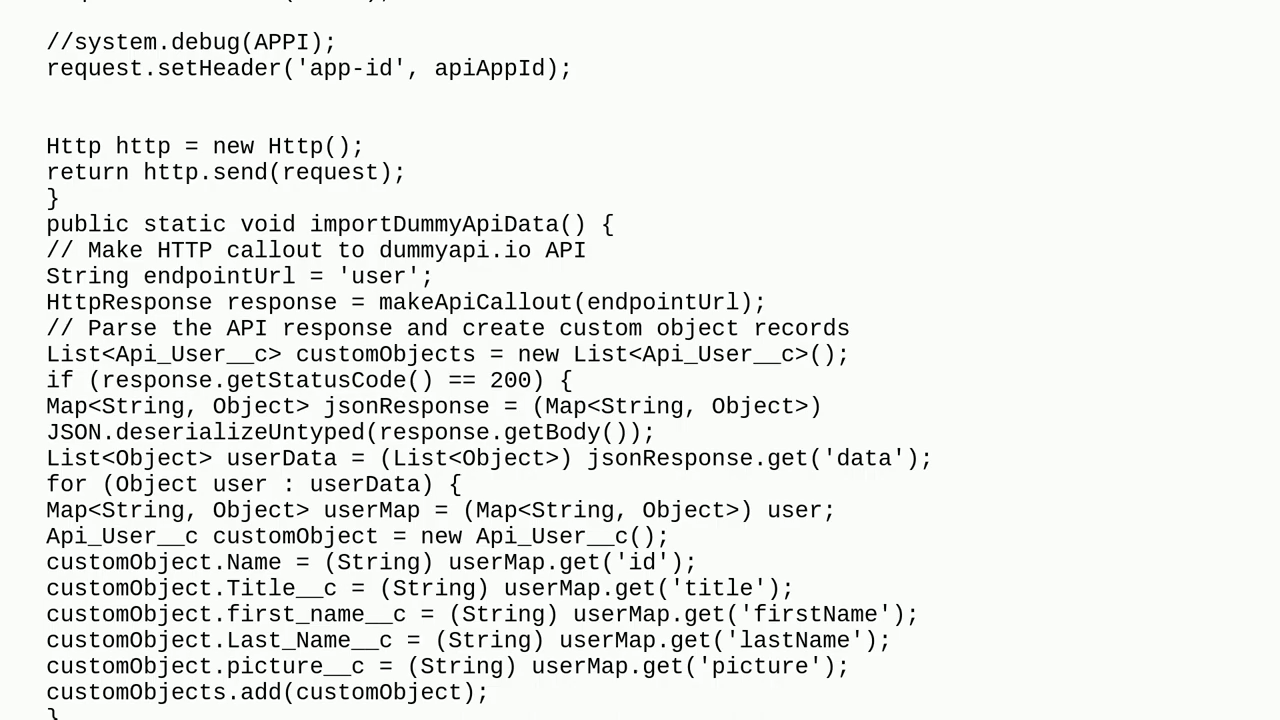 //system.debug(APPI);
request.setHeader('app-id', apiAppId);
Http http = new Http();
return http.send(request);
}
public static void importDummyApiData() {
// Make HTTP callout to dummyapi.io API
String endpointUrl = 'user';
HttpResponse response = makeApiCallout(endpointUrl);
// Parse the API response and create custom object records
List<Api_User__c> customObjects = new List<Api_User__c>();
if (response.getStatusCode() == 200) {
Map<String, Object> jsonResponse = (Map<String, Object>)
JSON.deserializeUntyped(response.getBody());
List<Object> userData = (List<Object>) jsonResponse.get('data');
for (Object user : userData) {
Map<String, Object> userMap = (Map<String, Object>) user;
Api_User__c customObject = new Api_User__c();
customObject.Name = (String) userMap.get('id');
customObject.Title__c = (String) userMap.get('title');
customObject.first_name__c = (String) userMap.get('firstName');
customObject.Last_Name__c = (String) userMap.get('lastName');
customObject.picture__c = (String) userMap.get('picture');
customObjects.add(customObject);
}